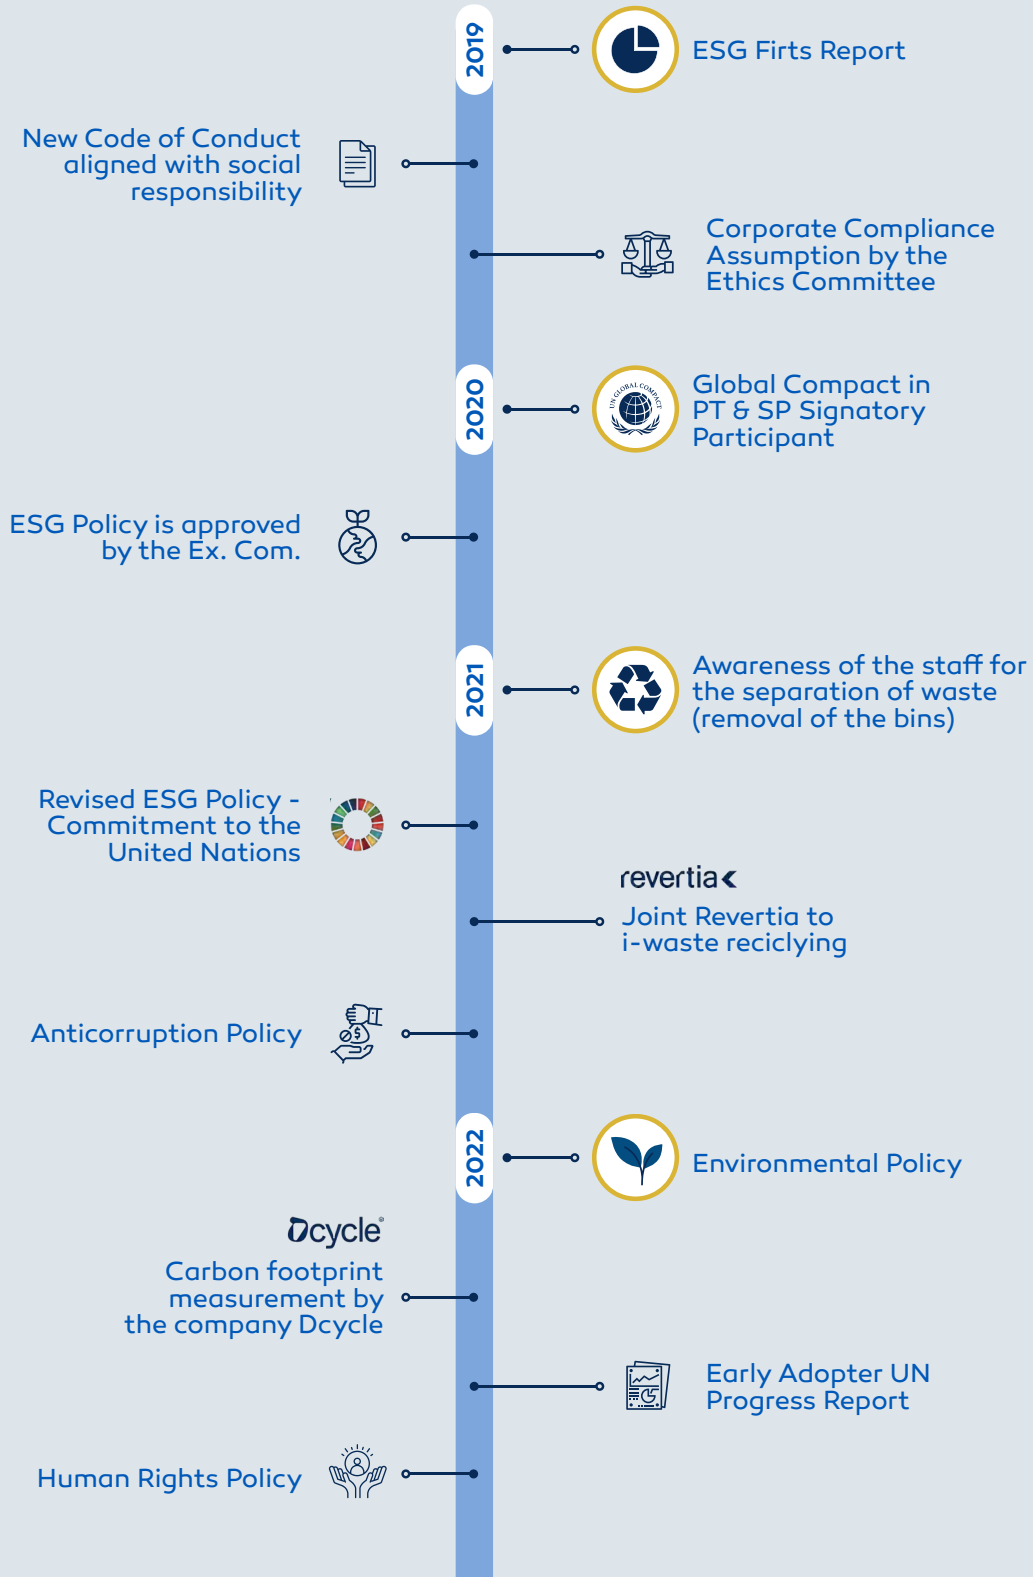 2019
ESG Firts Report
New Code of Conduct
aligned with social
responsibility
Corporate Compliance
Assumption by the
Ethics Committee
2020
UN GLOBAL COMPACT
Global Compact in
PT & SP Signatory
Participant
ESG Policy is approved
by the Ex. Com.
2021
Awareness of the staff for
the separation of waste
(removal of the bins)
Revised ESG Policy -
Commitment to the
United Nations
revertia
Joint Revertia to
i-waste reciclying
Anticorruption Policy
$
2022
Environmental Policy
Dcycle®
Carbon footprint
measurement by
the company Dcycle
Early Adopter UN
Progress Report
Human Rights Policy